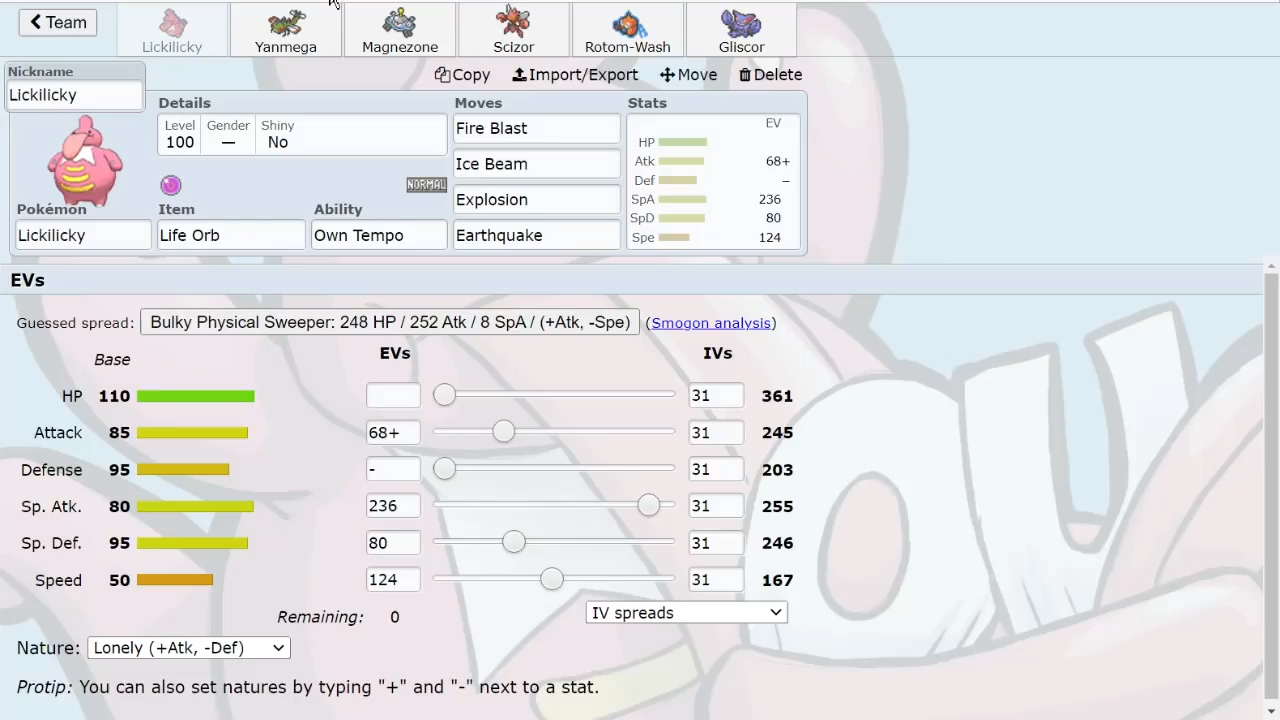 Team
Lickilicky
Yanmega
Magnezone
Scizor
Rotom-Wash
Gliscor
Copy
Import/Export
Move
Delete
Nickname
Lickilicky
Details
Level
100
Gender
—
Shiny
No
NORMAL
Pokémon
Lickilicky
Item
Life Orb
Ability
Own Tempo
Moves
Fire Blast
Ice Beam
Explosion
Earthquake
Stats
EV
HP
Atk 68+
Def –
SpA 236
SpD 80
Spe 124
EVs
Guessed spread: Bulky Physical Sweeper: 248 HP / 252 Atk / 8 SpA / (+Atk, -Spe) (Smogon analysis)
Base EVs IVs
HP 110 31 361
Attack 85 68+ 31 245
Defense 95 - 31 203
Sp. Atk. 80 236 31 255
Sp. Def. 95 80 31 246
Speed 50 124 31 167
Remaining: 0 IV spreads
Nature: Lonely (+Atk, -Def)
Protip: You can also set natures by typing "+" and "-" next to a stat.